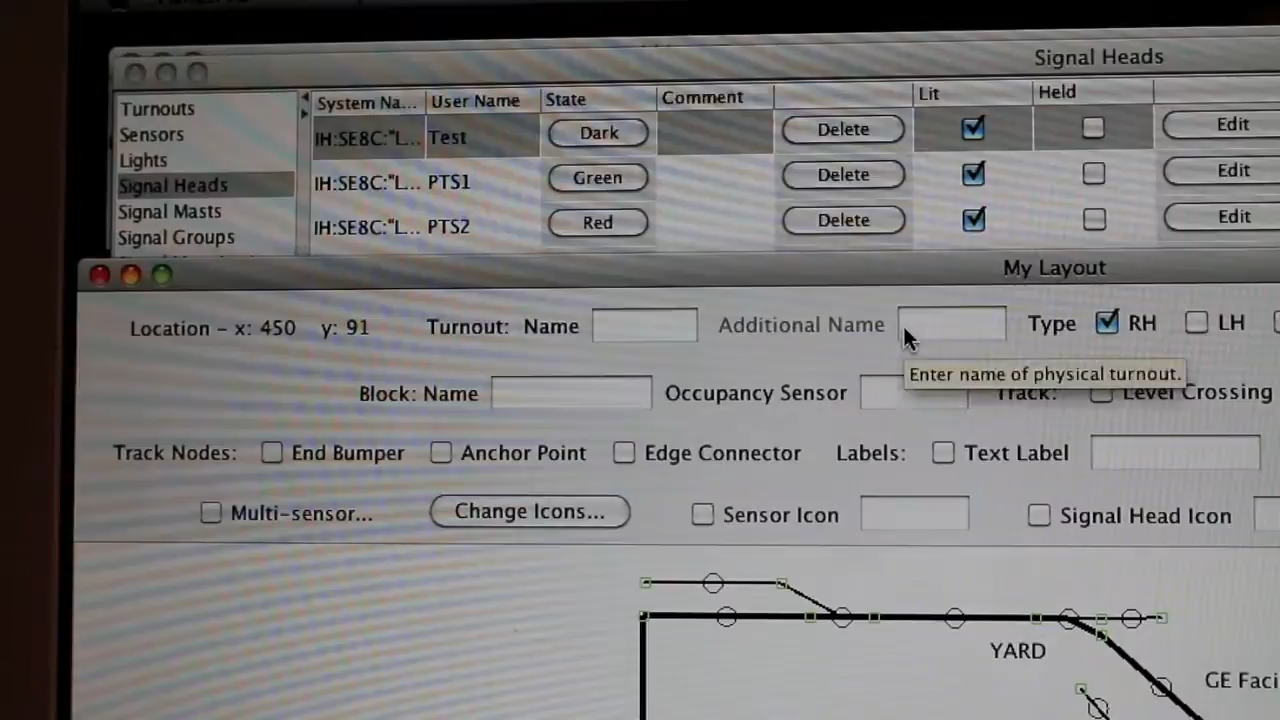 Signal Heads
Turnouts
Sensors
Lights
Signal Heads
Signal Masts
Signal Groups
System Na... User Name State Comment Lit Held
IH:SE8C:"L... Test Dark Delete Edit
IH:SE8C:"L... PTS1 Green Delete Edit
IH:SE8C:"L... PTS2 Red Delete Edit
My Layout
Location - x: 450 y: 91 Turnout: Name Additional Name Type RH LH
Enter name of physical turnout.
Block: Name Occupancy Sensor Track: Level Crossing
Track Nodes: End Bumper Anchor Point Edge Connector Labels: Text Label
Multi-sensor... Change Icons... Sensor Icon Signal Head Icon
YARD
GE Faci